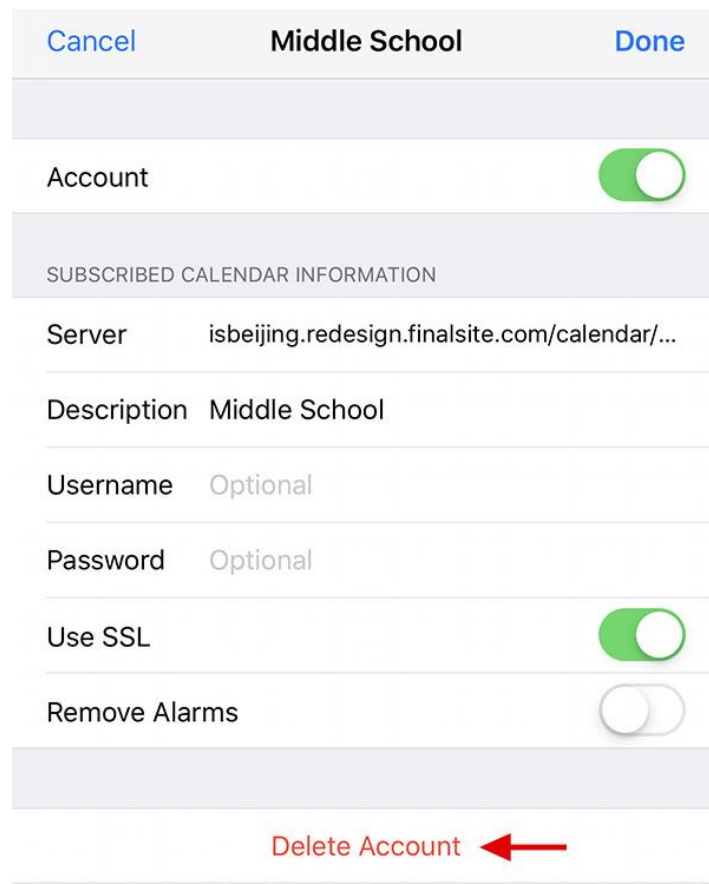 Cancel Middle School Done
Account
SUBSCRIBED CALENDAR INFORMATION
Server isbeijing.redesign.finalsite.com/calendar/...
Description Middle School
Username Optional
Password Optional
Use SSL
Remove Alarms
Delete Account